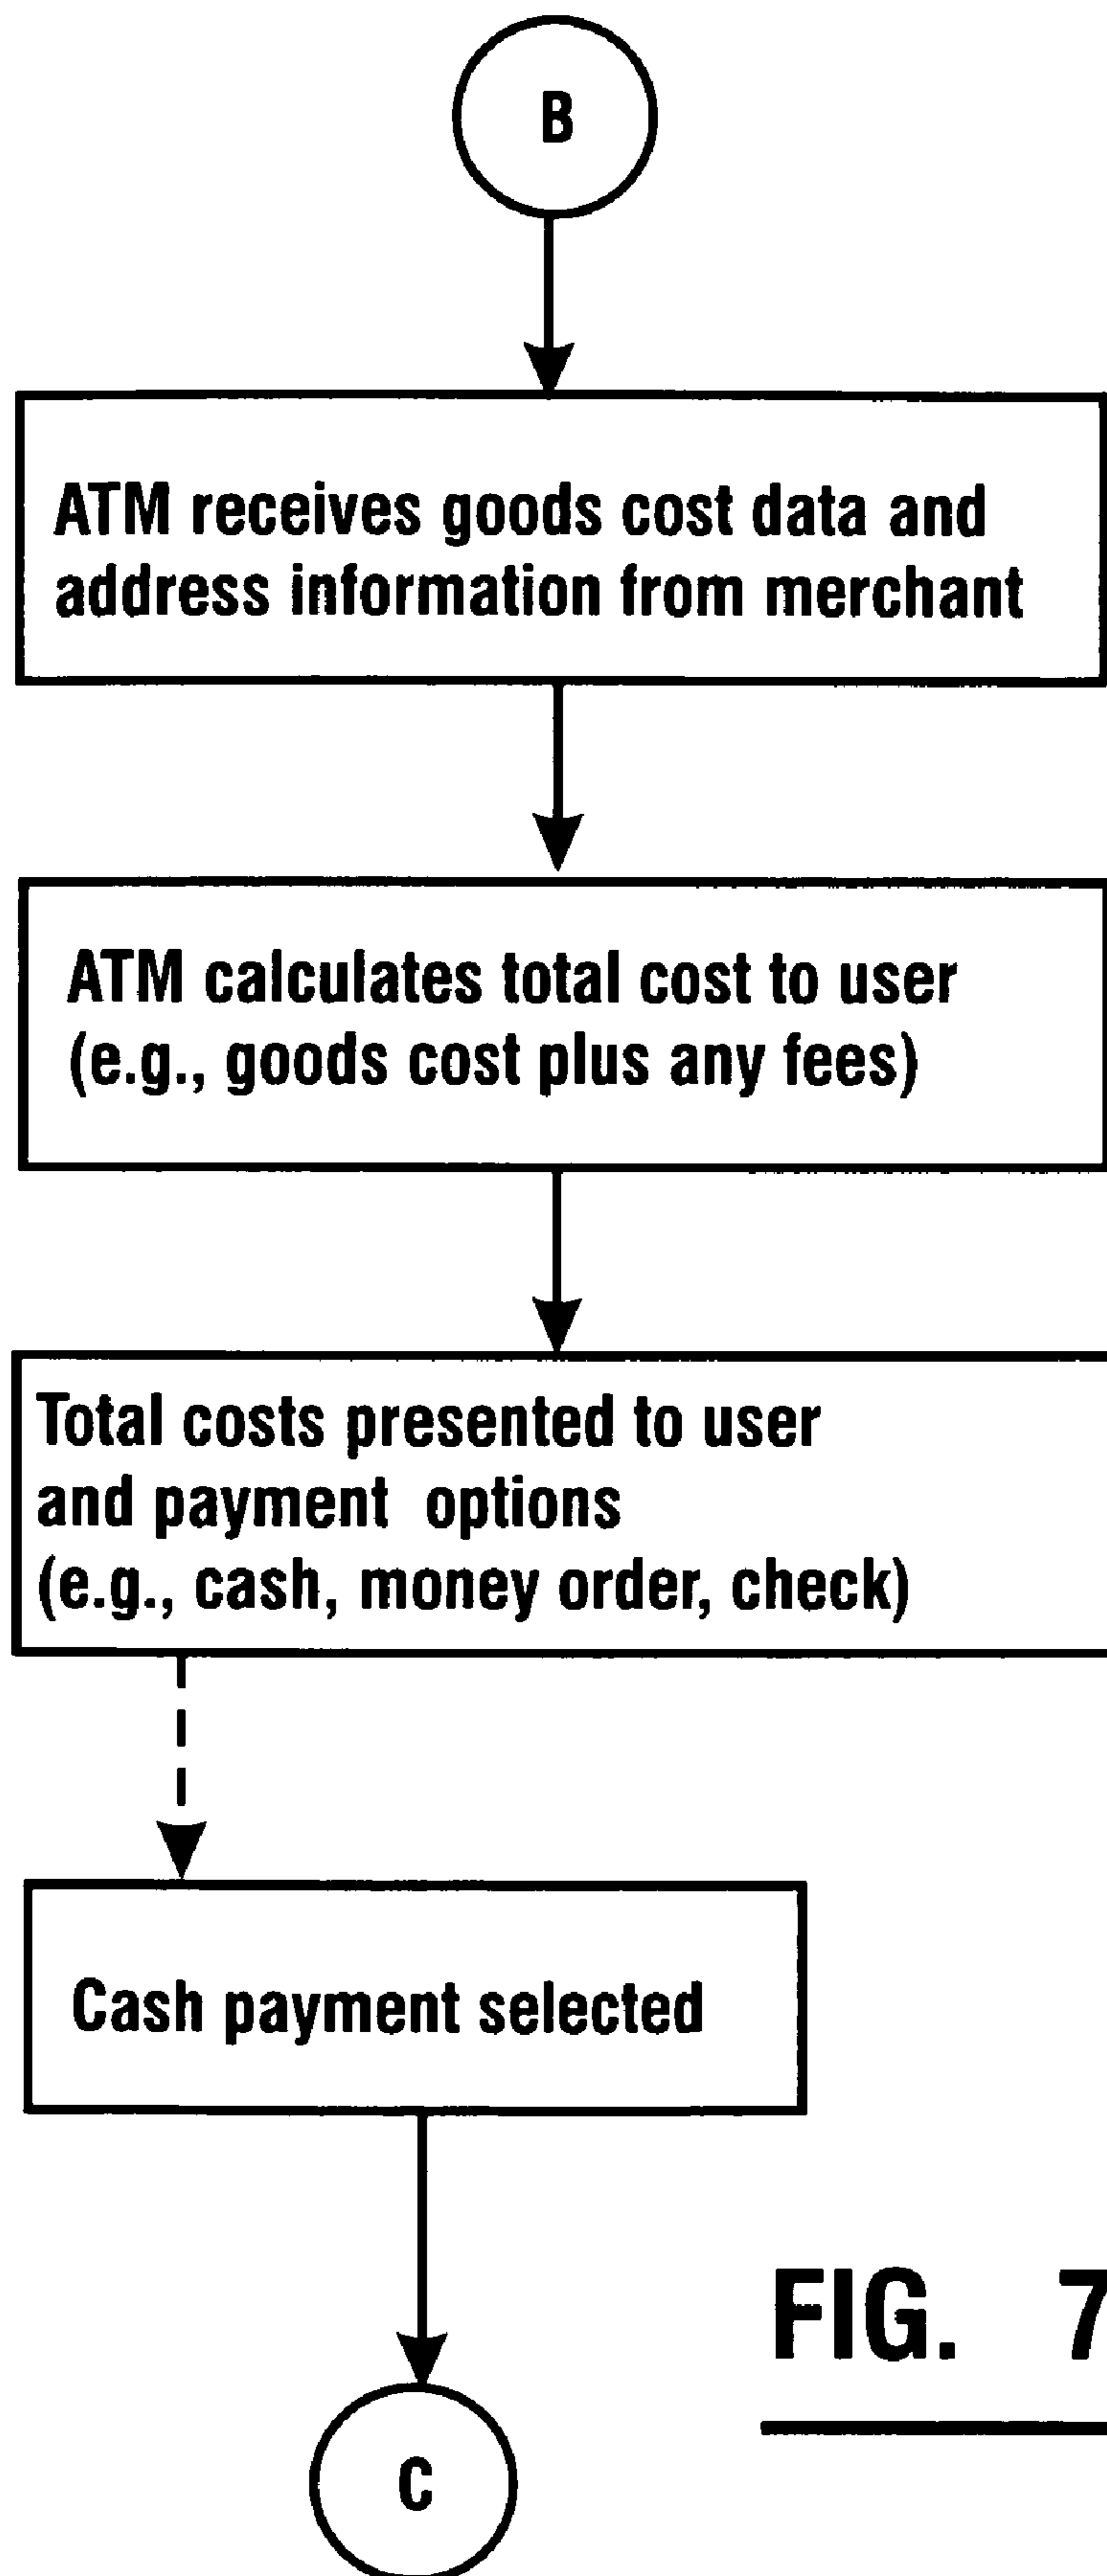 B
ATM receives goods cost data and
address information from merchant
ATM calculates total cost to user
(e.g., goods cost plus any fees)
Total costs presented to user
and payment options
(e.g., cash, money order, check)
Cash payment selected
FIG. 7
C